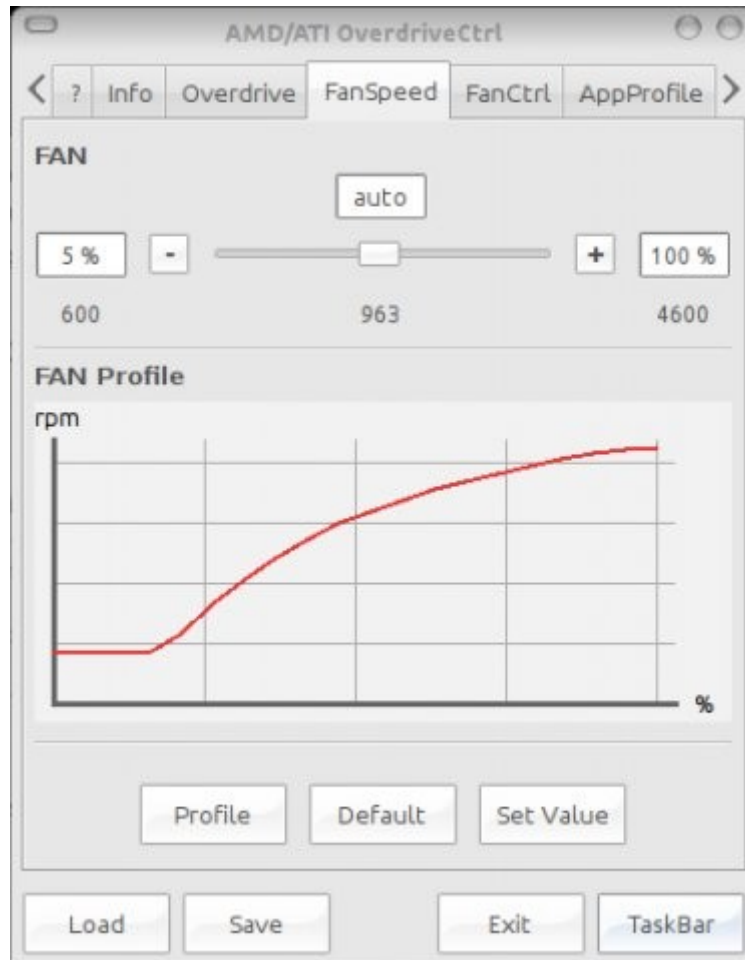 AMD/ATI OverdriveCtrl
? Info Overdrive FanSpeed FanCtrl AppProfile
FAN
auto
5 % - + 100 %
600 963 4600
FAN Profile
rpm
%
Profile Default Set Value
Load Save Exit TaskBar